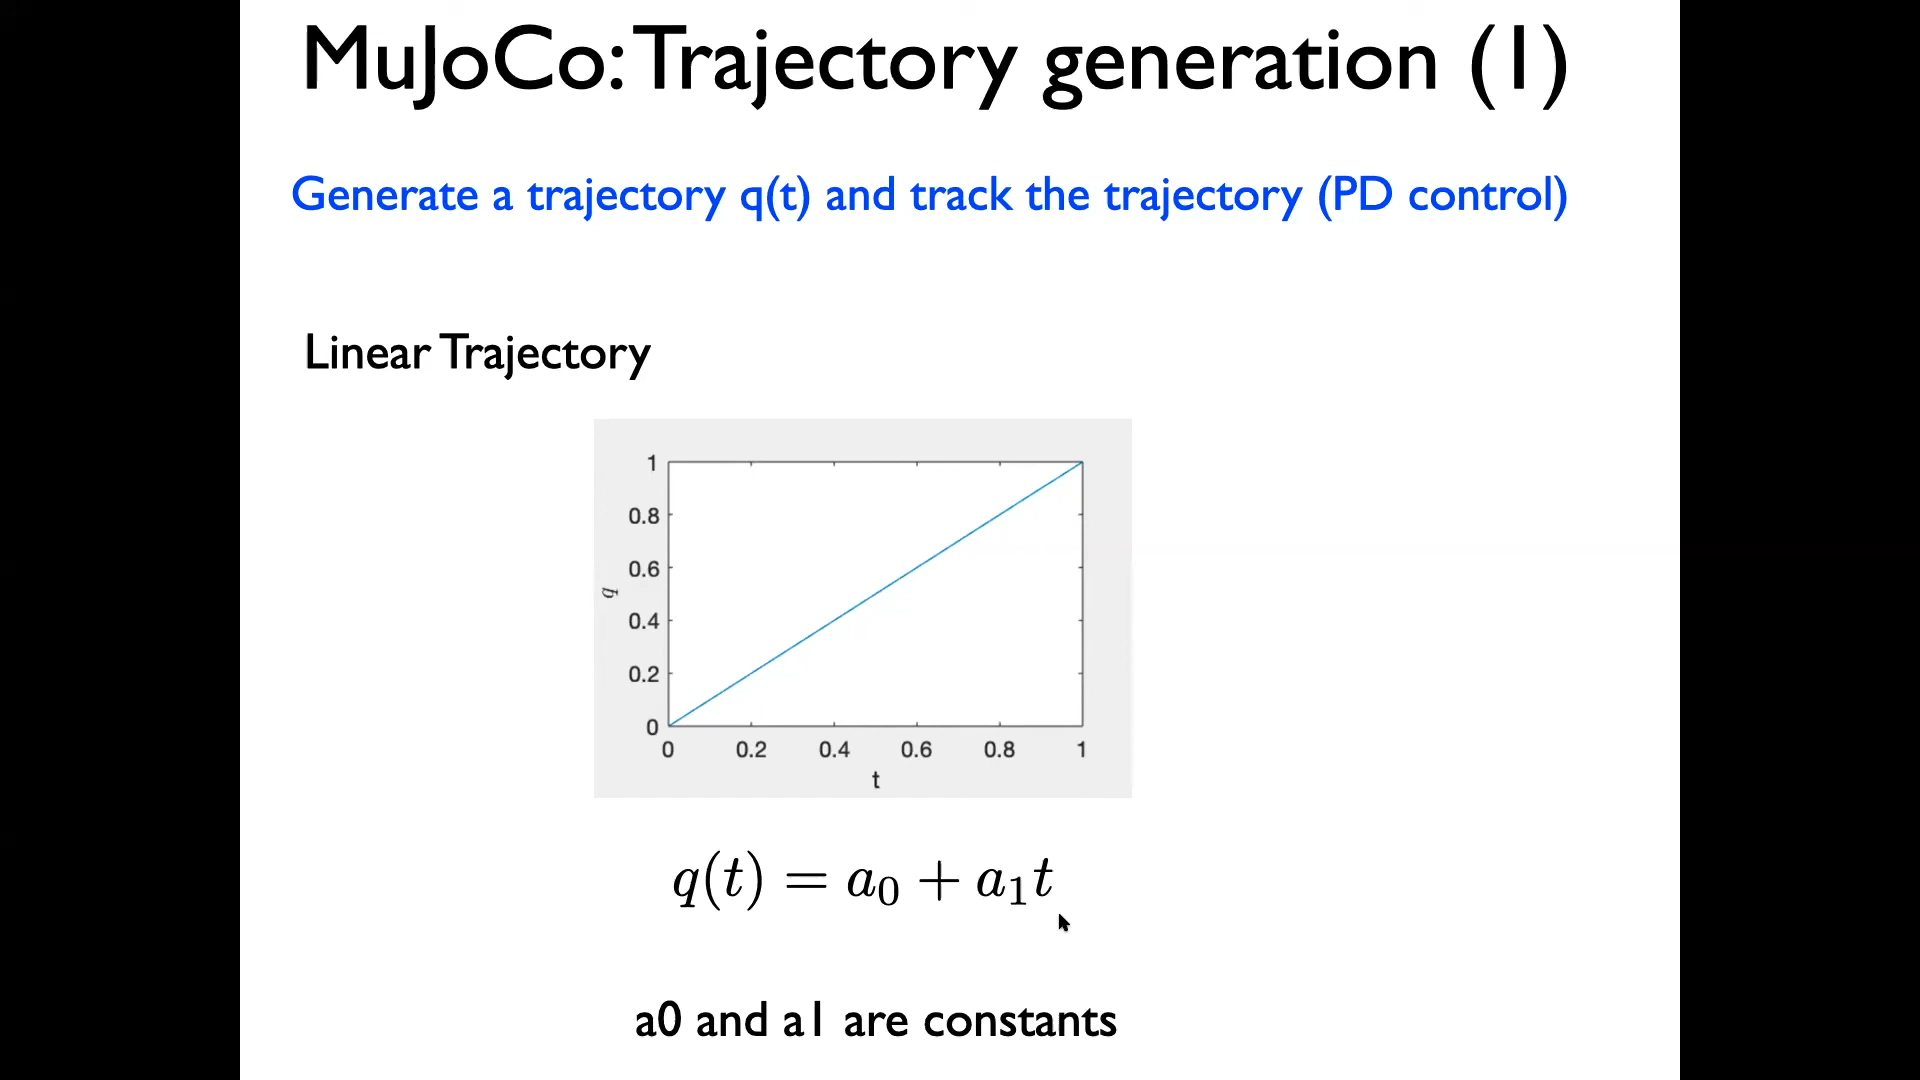 MuJoCo: Trajectory generation (1)
Generate a trajectory q(t) and track the trajectory (PD control)
Linear Trajectory
1
0.8
0.6
q
0.4
0.2
0
0 0.2 0.4 0.6 0.8 1
t
q(t) = a₀ + a₁t
a0 and a1 are constants